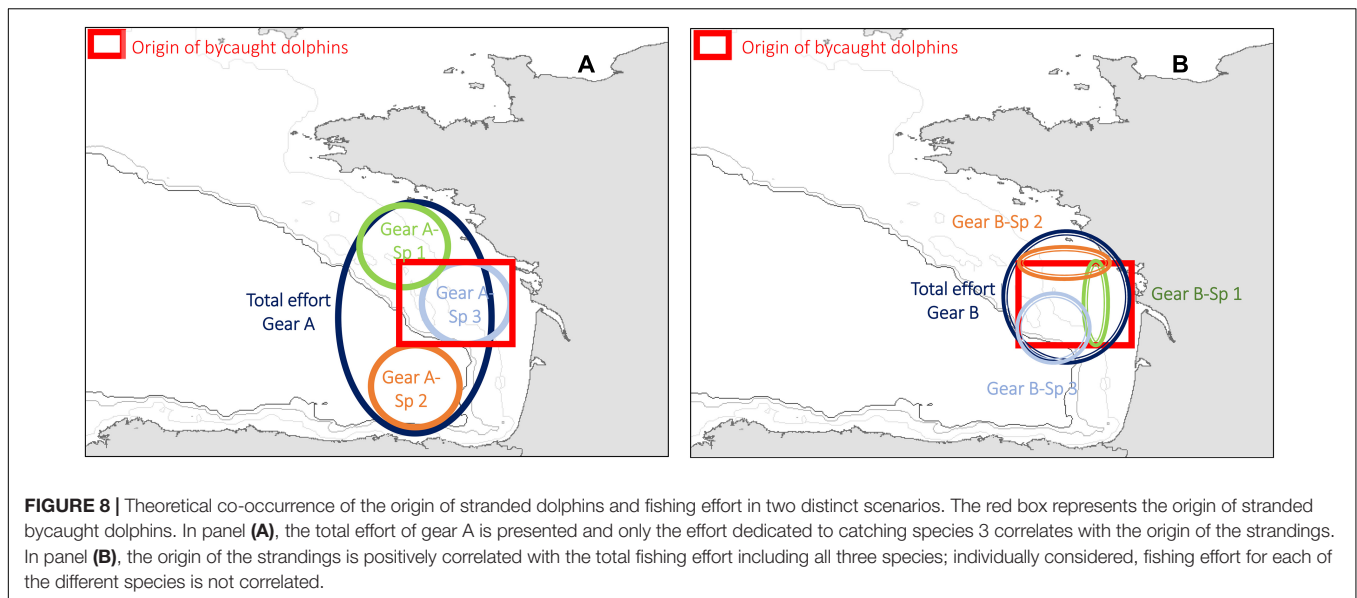 Origin of bycaught dolphins
A
Gear A-
Sp 1
Gear A-
Sp 3
Total effort
Gear A
Gear A-
Sp 2
Origin of bycaught dolphins
B
Gear B-Sp 2
Total effort
Gear B
Gear B-Sp 1
Gear B-Sp 3
FIGURE 8 | Theoretical co-occurrence of the origin of stranded dolphins and fishing effort in two distinct scenarios. The red box represents the origin of stranded
bycaught dolphins. In panel (A), the total effort of gear A is presented and only the effort dedicated to catching species 3 correlates with the origin of the strandings.
In panel (B), the origin of the strandings is positively correlated with the total fishing effort including all three species; individually considered, fishing effort for each of
the different species is not correlated.